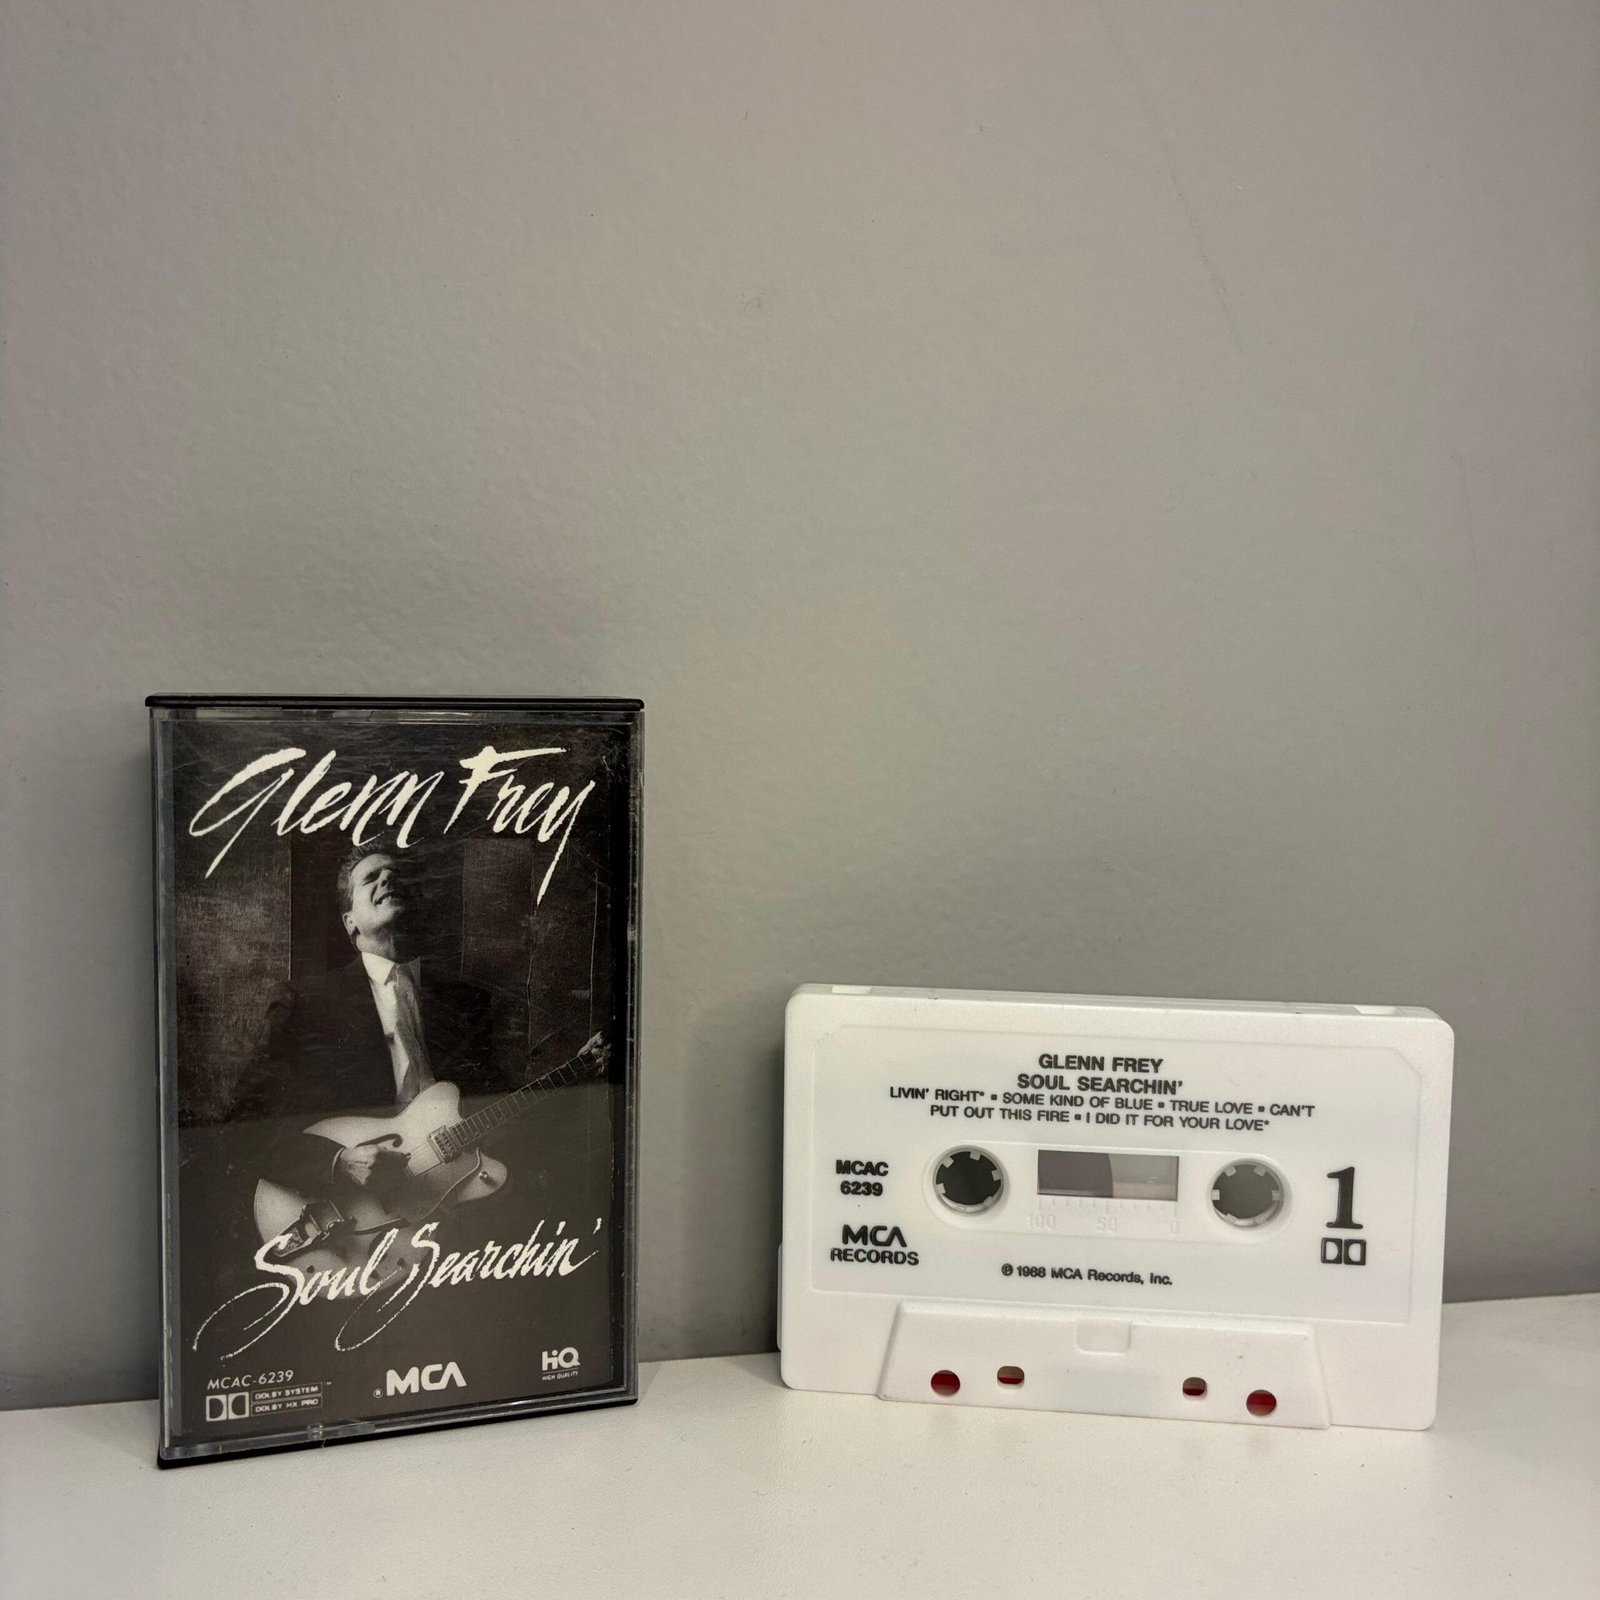 Glenn Frey
Soul Searchin'
MCAC-6239
DOLBY SYSTEM™
DOLBY HX PRO
®MCA
HiQ
HIGH QUALITY
GLENN FREY
SOUL SEARCHIN'
LIVIN' RIGHT* ▪ SOME KIND OF BLUE ▪ TRUE LOVE ▪ CAN'T
PUT OUT THIS FIRE ▪ I DID IT FOR YOUR LOVE*
MCAC
6239
1
MCA
RECORDS
100 50 0
℗ 1988 MCA Records, Inc.